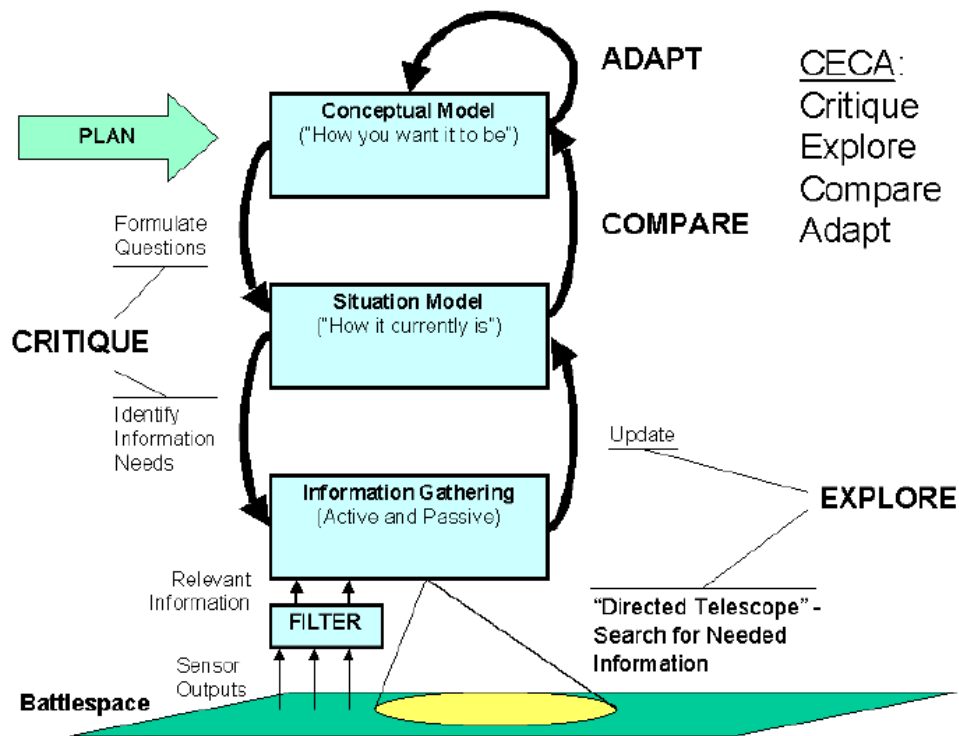 ADAPT
CECA:
Critique
Explore
Compare
Adapt
PLAN
Conceptual Model
("How you want it to be")
Formulate
Questions
COMPARE
Situation Model
("How it currently is")
CRITIQUE
Identify
Information
Needs
Update
Information Gathering
(Active and Passive)
EXPLORE
Relevant
Information
FILTER
"Directed Telescope" -
Search for Needed
Information
Sensor
Outputs
Battlespace